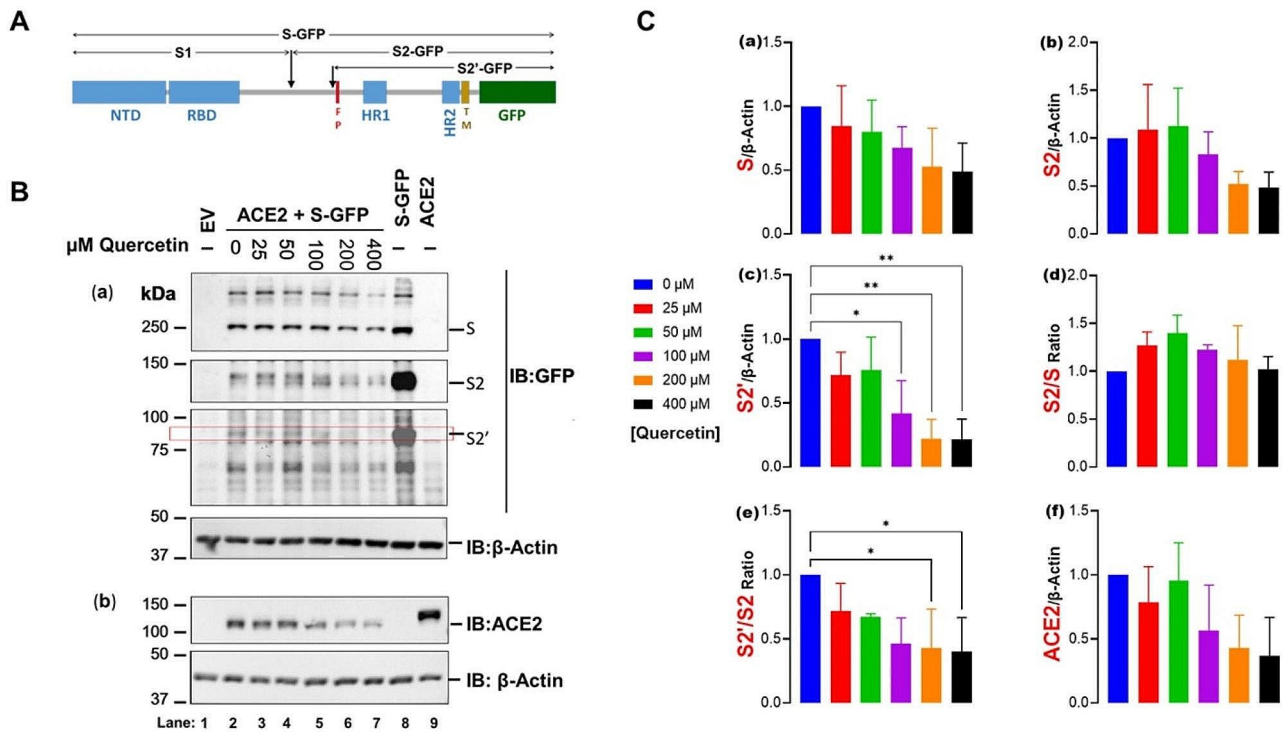 A
S-GFP
S1
S2-GFP
S2'-GFP
NTD
RBD
F
P
HR1
HR2
T
M
GFP
B
EV
ACE2 + S-GFP
S-GFP
ACE2
µM Quercetin
–
0
25
50
100
200
400
–
–
(a)
kDa
250
S
150
S2
IB:GFP
100
S2'
75
50
37
IB:β-Actin
(b)
150
100
IB:ACE2
50
37
IB: β-Actin
Lane: 1 2 3 4 5 6 7 8 9
C
(a)
1.5
1.0
0.5
0.0
S/β-Actin
(b)
2.0
1.5
1.0
0.5
0.0
S2/β-Actin
0 µM
25 µM
50 µM
100 µM
200 µM
400 µM
[Quercetin]
(c)
1.5
1.0
0.5
0.0
S2'/β-Actin
**
**
*
(d)
2.0
1.5
1.0
0.5
0.0
S2/S Ratio
(e)
1.5
1.0
0.5
0.0
S2'/S2 Ratio
*
*
(f)
1.5
1.0
0.5
0.0
ACE2/β-Actin